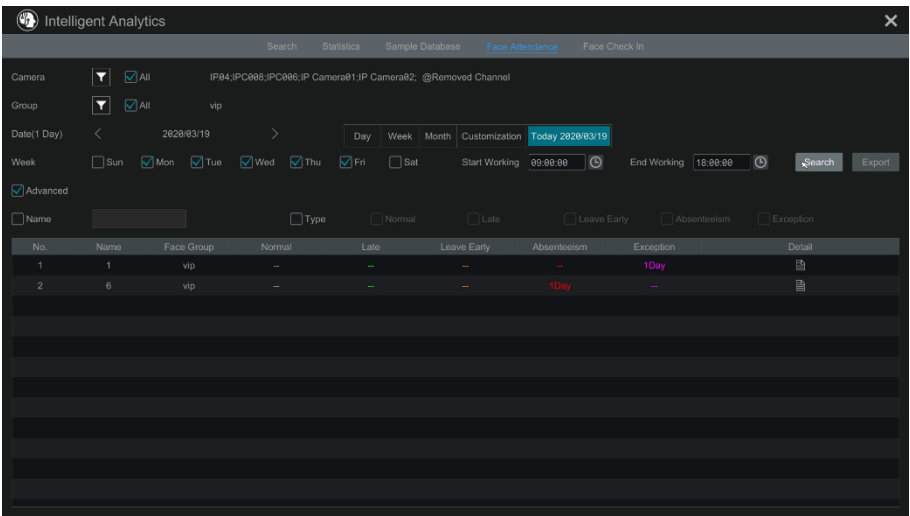 Intelligent Analytics
Search Statistics Sample Database Face Attendance Face Check In
Camera All IP04;IPC008;IPC006;IP Camera01;IP Camera02; @Removed Channel
Group All vip
Date(1 Day) < 2020/03/19 > Day Week Month Customization Today 2020/03/19
Week Sun Mon Tue Wed Thu Fri Sat Start Working 09:00:00 End Working 18:00:00 Search Export
Advanced
Name Type Normal Late Leave Early Absenteeism Exception
No. Name Face Group Normal Late Leave Early Absenteeism Exception Detail
1 1 vip -- -- -- -- 1Day
2 6 vip -- -- -- 1Day --